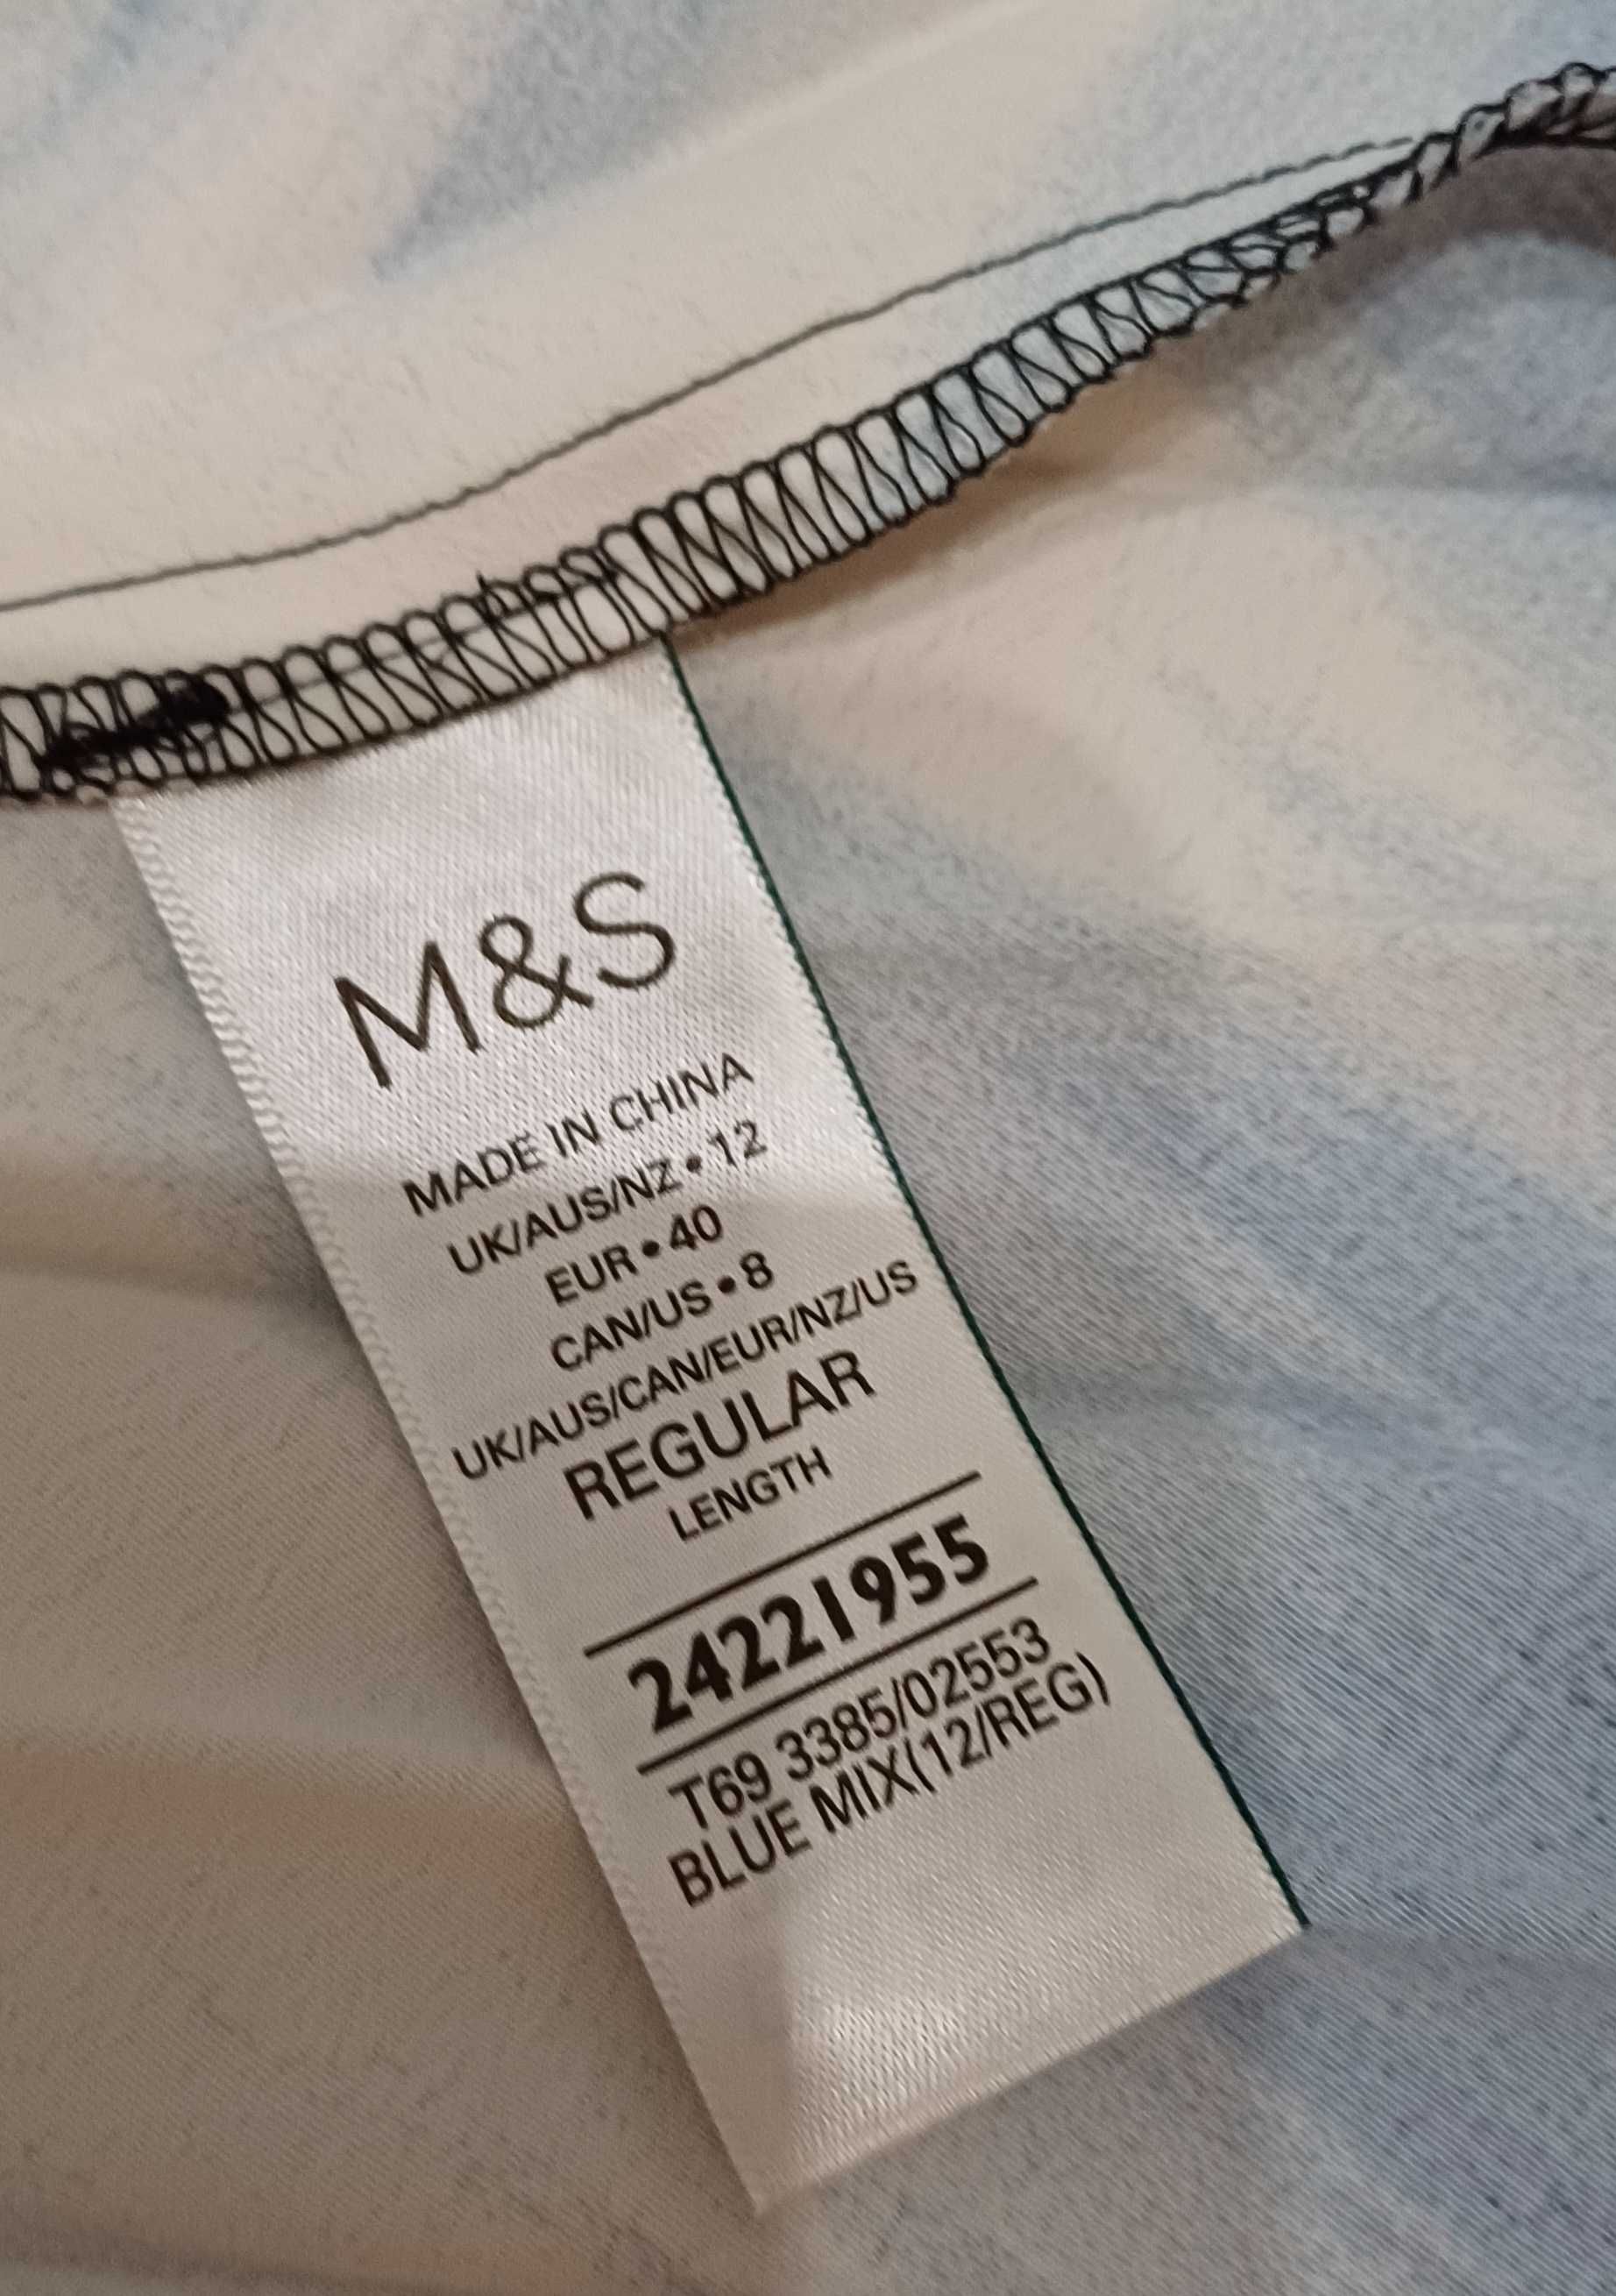 M&S
MADE IN CHINA
UK/AUS/NZ • 12
EUR • 40
CAN/US • 8
UK/AUS/CAN/EUR/NZ/US
REGULAR
LENGTH
24221955
T69 3385/02553
BLUE MIX(12/REG)